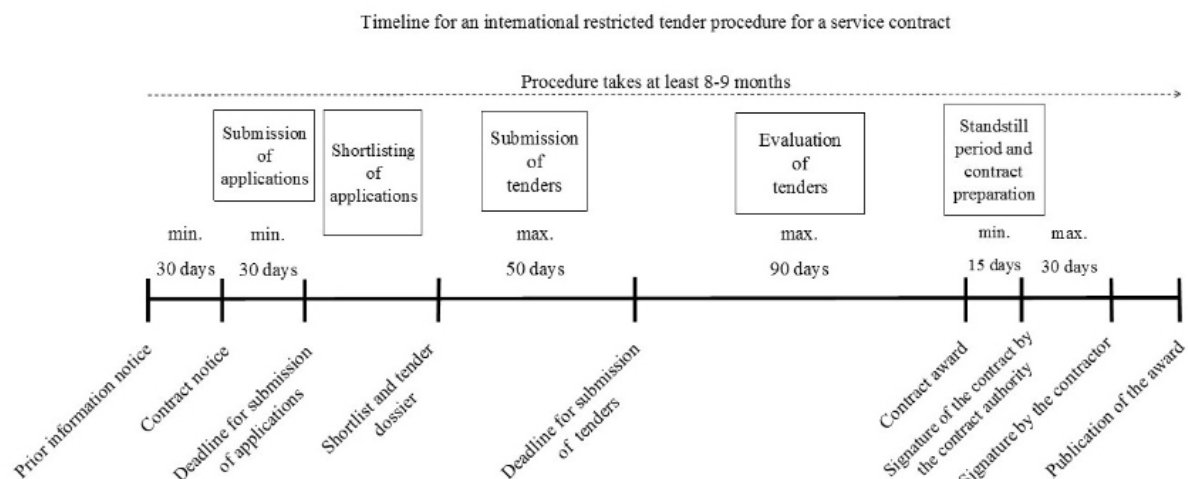 Timeline for an international restricted tender procedure for a service contract
Procedure takes at least 8-9 months
Submission
of
applications
Shortlisting
of
applications
Submission
of
tenders
Evaluation
of
tenders
Standstill
period and
contract
preparation
min.
30 days
min.
30 days
max.
50 days
max.
90 days
min.
15 days
max.
30 days
Prior information notice
Contract notice
Deadline for submission
of applications
Shortlist and tender
dossier
Deadline for submission
of tenders
Contract award
Signature of the contract by
the contract authority
Signature by the contractor
Publication of the award